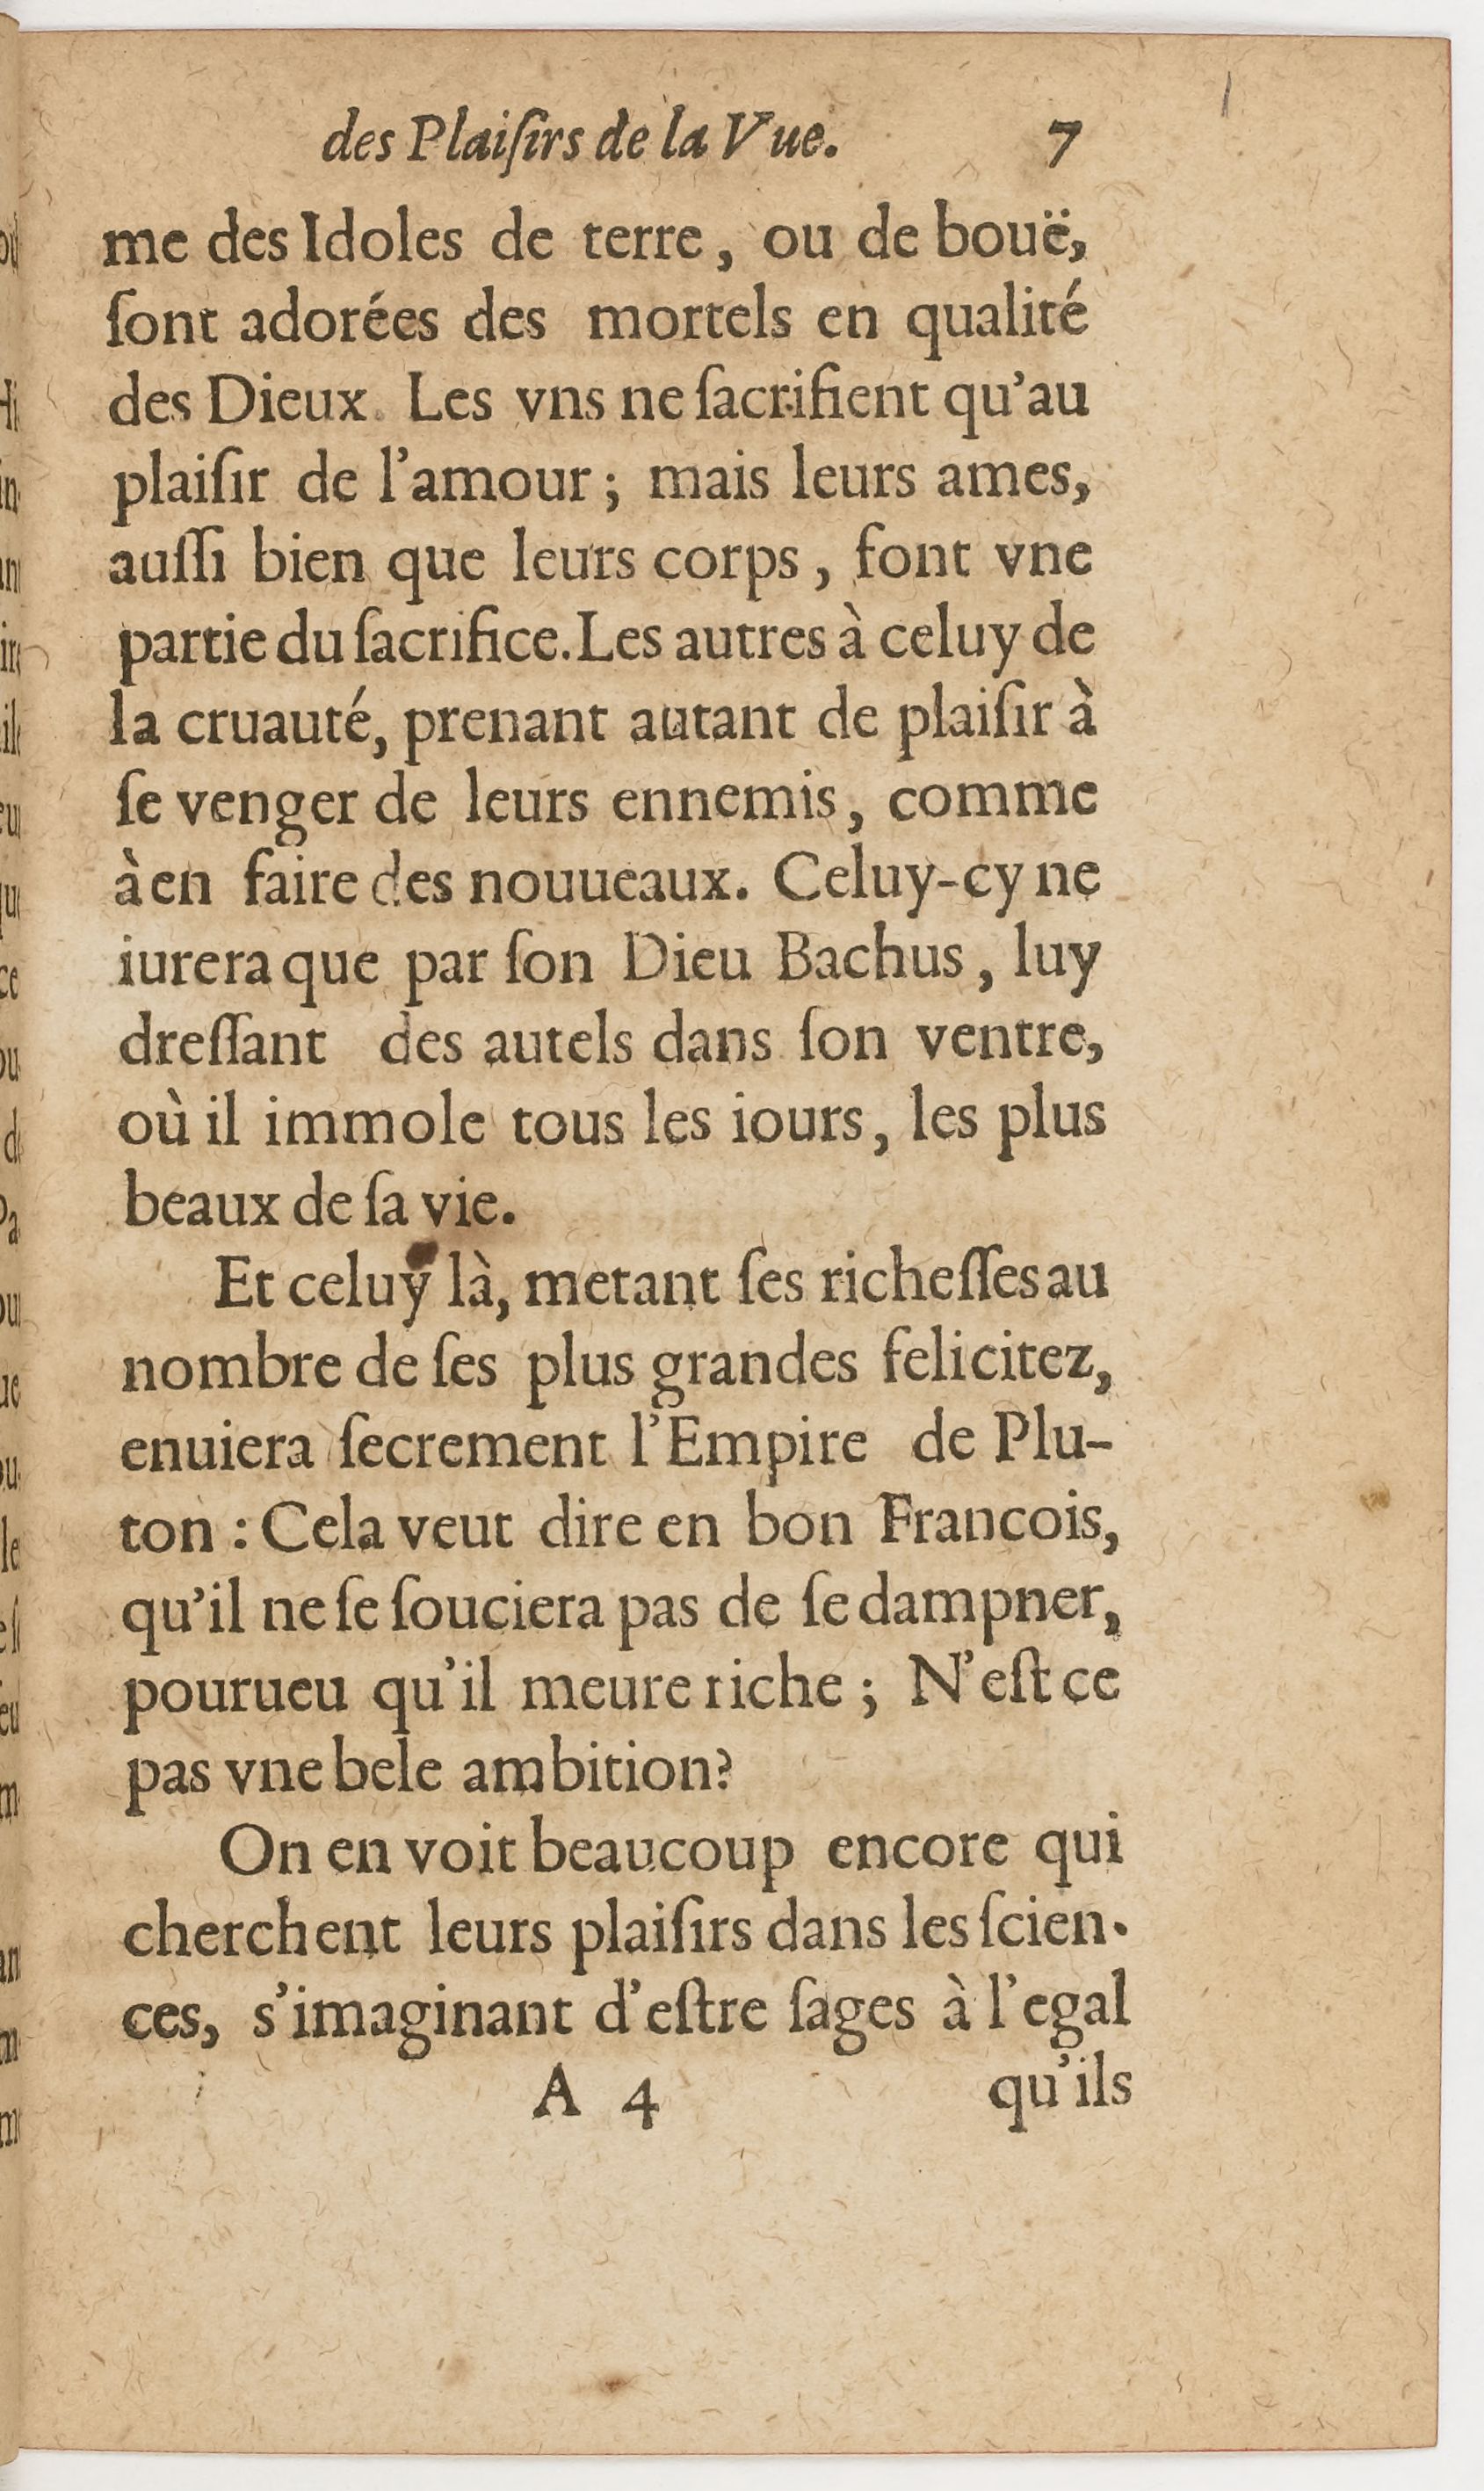 des Plaiſirs de la Vue. 7
me des Idoles de terre, ou de bouë,
ſont adorées des mortels en qualité
des Dieux. Les vns ne ſacrifient qu'au
plaiſir de l'amour; mais leurs ames,
auſſi bien que leurs corps, font vne
partie du ſacrifice. Les autres à celuy de
la cruauté, prenant autant de plaiſir à
ſe venger de leurs ennemis, comme
à en faire des nouueaux. Celuy-cy ne
iurera que par ſon Dieu Bachus, luy
dreſſant des autels dans ſon ventre,
où il immole tous les iours, les plus
beaux de ſa vie.
Et celuy là, metant ſes richeſſes au
nombre de ſes plus grandes felicitez,
enuiera ſecrement l'Empire de Plu-
ton : Cela veut dire en bon Francois,
qu'il ne ſe ſouciera pas de ſe dampner,
pourueu qu'il meure riche; N'eſt ce
pas vne bele ambition?
On en voit beaucoup encore qui
cherchent leurs plaiſirs dans les ſcien-
ces, s'imaginant d'eſtre ſages à l'egal
A 4 qu'ils